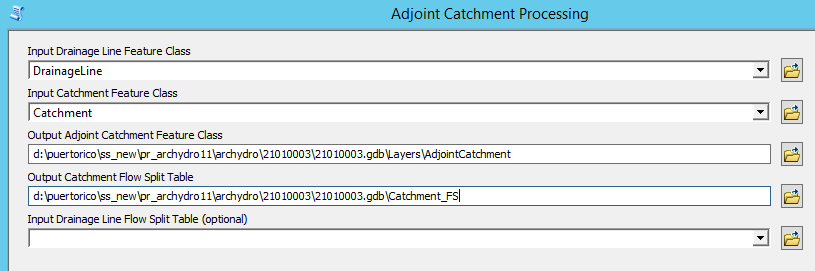 Adjoint Catchment Processing
Input Drainage Line Feature Class
DrainageLine
Input Catchment Feature Class
Catchment
Output Adjoint Catchment Feature Class
d:\puertorico\ss_new\pr_archydro11\archydro\21010003\21010003.gdb\Layers\AdjointCatchment
Output Catchment Flow Split Table
d:\puertorico\ss_new\pr_archydro11\archydro\21010003\21010003.gdb\Catchment_FS
Input Drainage Line Flow Split Table (optional)